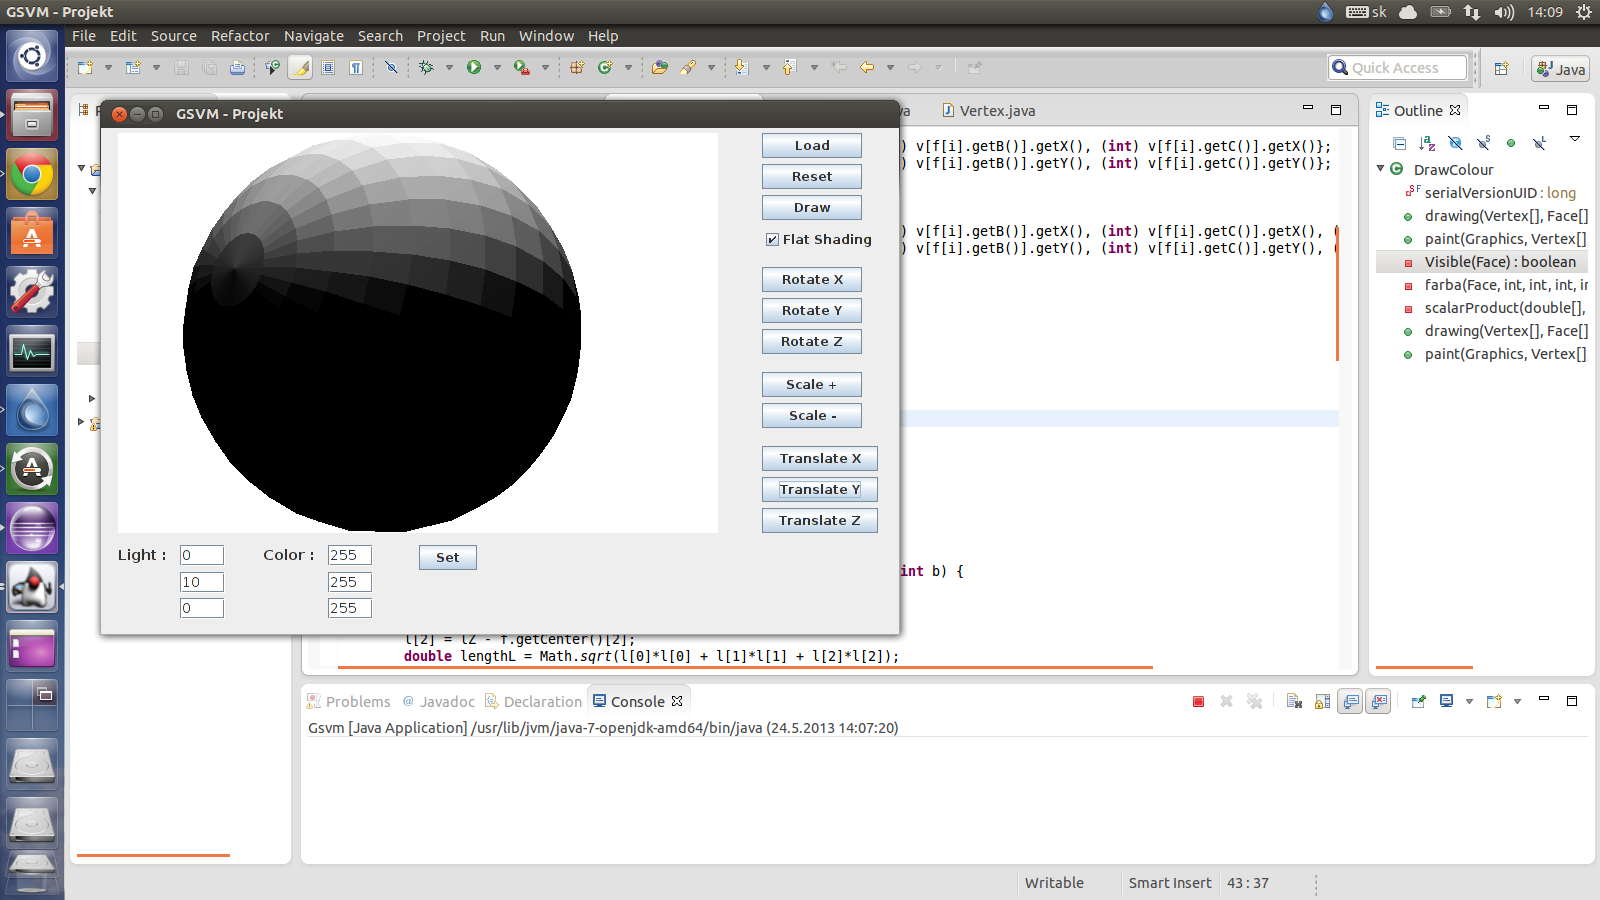 GSVM - Projekt
sk
14:09
File Edit Source Refactor Navigate Search Project Run Window Help
Quick Access
Java
GSVM - Projekt
Vertex.java
Outline
) v[f[i].getB()].getX(), (int) v[f[i].getC()].getX()};
) v[f[i].getB()].getY(), (int) v[f[i].getC()].getY()};
) v[f[i].getB()].getX(), (int) v[f[i].getC()].getX(), (
) v[f[i].getB()].getY(), (int) v[f[i].getC()].getY(), (
int b) {
l[2] = lZ - f.getCenter()[2];
double lengthL = Math.sqrt(l[0]*l[0] + l[1]*l[1] + l[2]*l[2]);
Load
Reset
Draw
Flat Shading
Rotate X
Rotate Y
Rotate Z
Scale +
Scale -
Translate X
Translate Y
Translate Z
Light : 0 Color : 255 Set
10 255
0 255
DrawColour
serialVersionUID : long
drawing(Vertex[], Face[]
paint(Graphics, Vertex[]
Visible(Face) : boolean
farba(Face, int, int, int, in
scalarProduct(double[],
drawing(Vertex[], Face[]
paint(Graphics, Vertex[]
Problems @ Javadoc Declaration Console
Gsvm [Java Application] /usr/lib/jvm/java-7-openjdk-amd64/bin/java (24.5.2013 14:07:20)
Writable Smart Insert 43 : 37